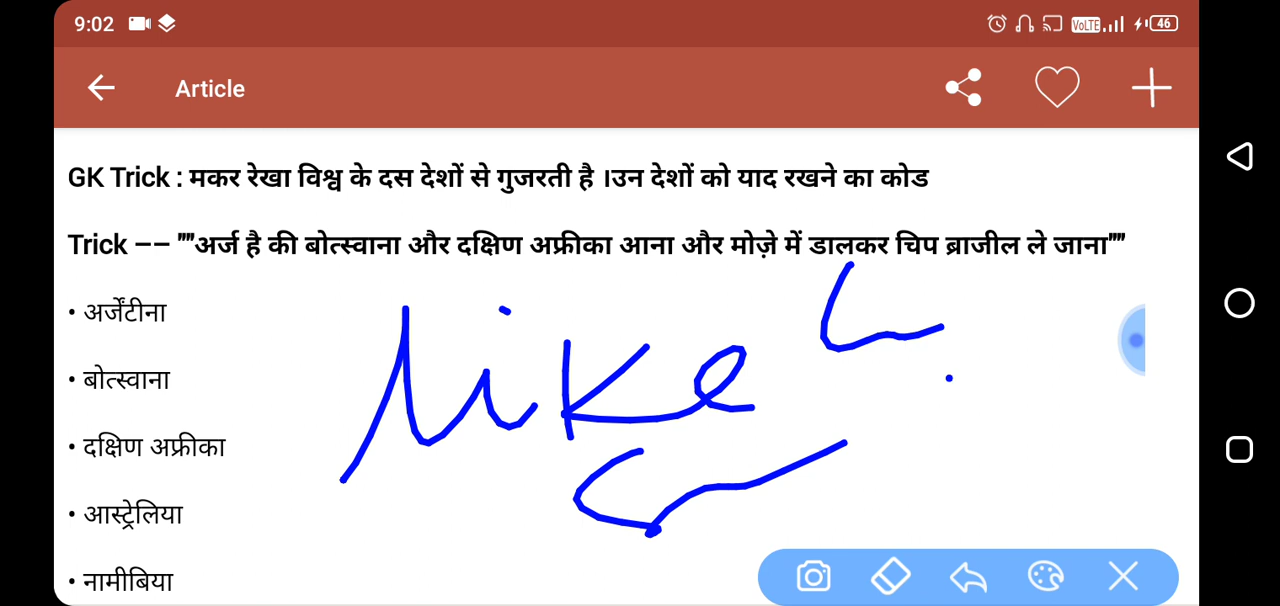 9:02 VoLTE 46
Article
GK Trick : मकर रेखा विश्व के दस देशों से गुजरती है ।उन देशों को याद रखने का कोड
Trick –– ""अर्ज है की बोत्स्वाना और दक्षिण अफ्रीका आना और मोज़े में डालकर चिप ब्राजील ले जाना""
• अर्जेंटीना
• बोत्स्वाना
• दक्षिण अफ्रीका
• आस्ट्रेलिया
• नामीबिया
like